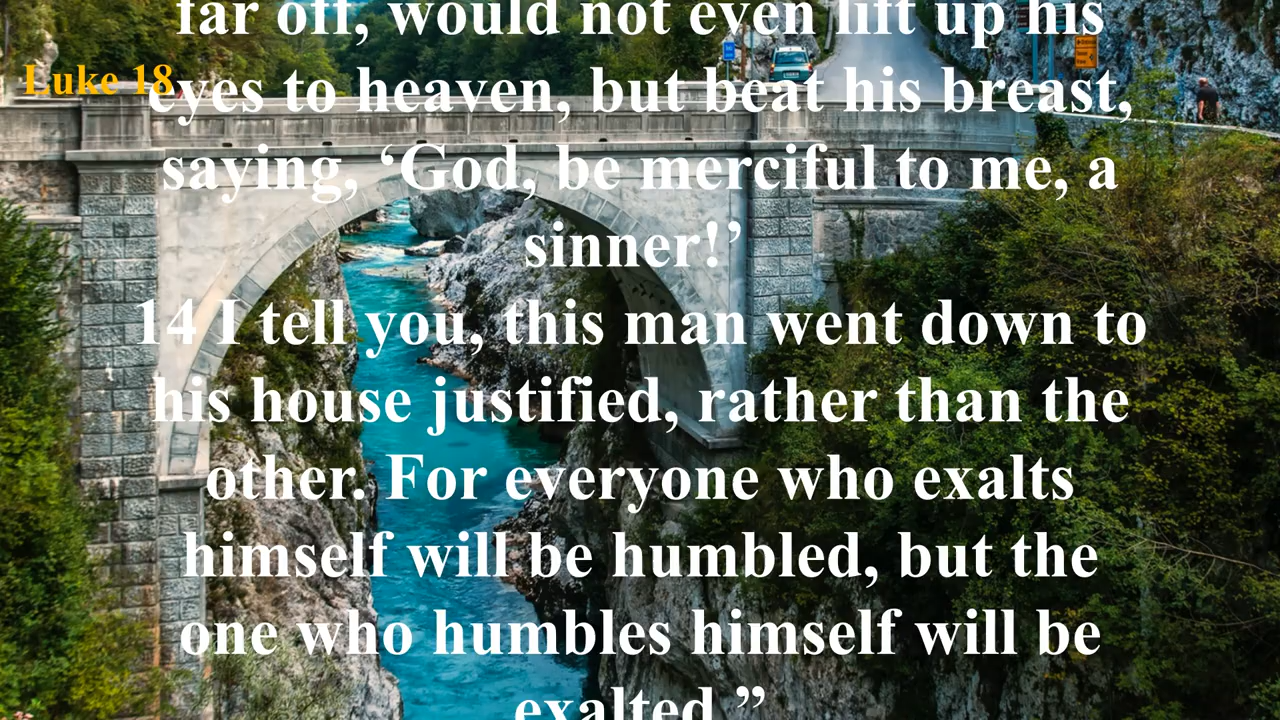 far off, would not even lift up his
Luke 18
eyes to heaven, but beat his breast,
saying, ‘God, be merciful to me, a
sinner!’
14 I tell you, this man went down to
his house justified, rather than the
other. For everyone who exalts
himself will be humbled, but the
one who humbles himself will be
exalted.”